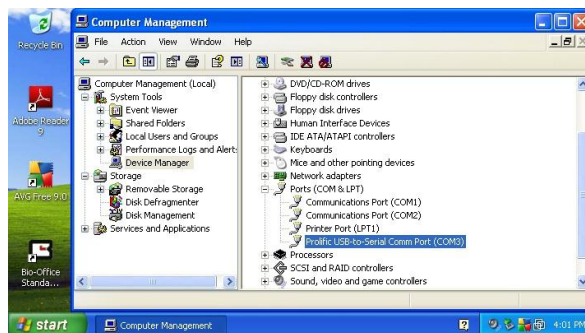 Computer Management
File Action View Window Help
Recycle Bin
Adobe Reader
9
AVG Free 9.0
Bio-Office
Standa...
Computer Management (Local)
System Tools
Event Viewer
Shared Folders
Local Users and Groups
Performance Logs and Alert:
Device Manager
Storage
Removable Storage
Disk Defragmenter
Disk Management
Services and Applications
DVD/CD-ROM drives
Floppy disk controllers
Floppy disk drives
Human Interface Devices
IDE ATA/ATAPI controllers
Keyboards
Mice and other pointing devices
Network adapters
Ports (COM & LPT)
Communications Port (COM1)
Communications Port (COM2)
Printer Port (LPT1)
Prolific USB-to-Serial Comm Port (COM3)
Processors
SCSI and RAID controllers
Sound, video and game controllers
start
Computer Management
4:01 PM